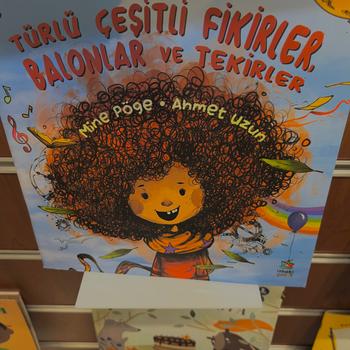 TÜRLÜ ÇEŞİTLİ FİKİRLER,
BALONLAR VE TEKİRLER
Mine Pöge • Ahmet Uzun